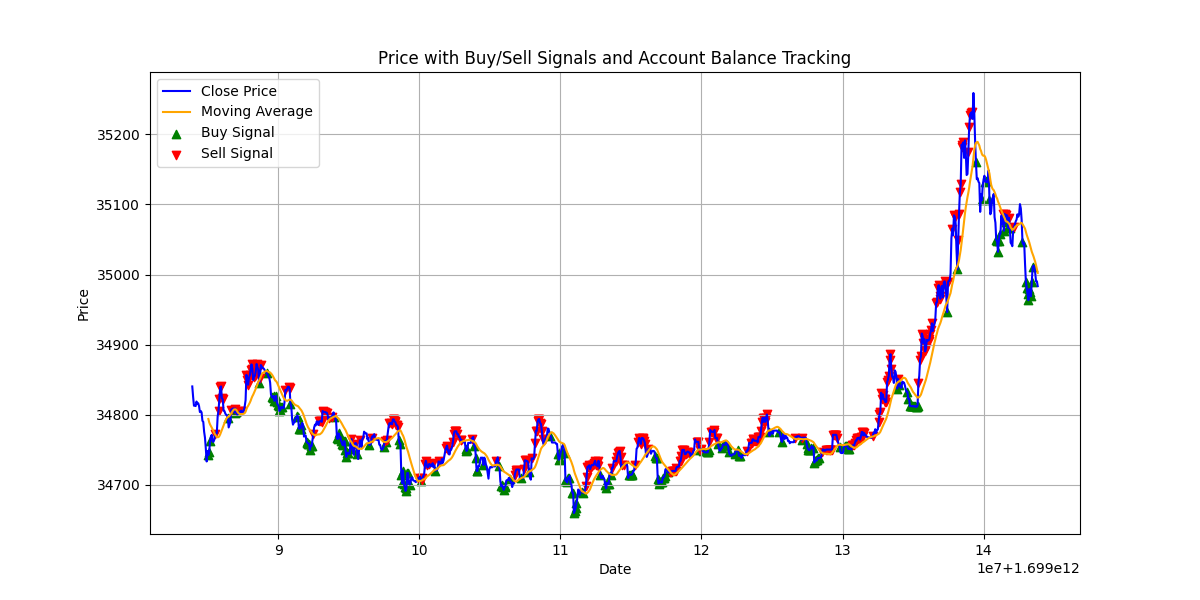 Price with Buy/Sell Signals and Account Balance Tracking
Close Price
Moving Average
Buy Signal
Sell Signal
35200
35100
35000
34900
34800
34700
Price
9 10 11 12 13 14
Date
1e7+1.699e12